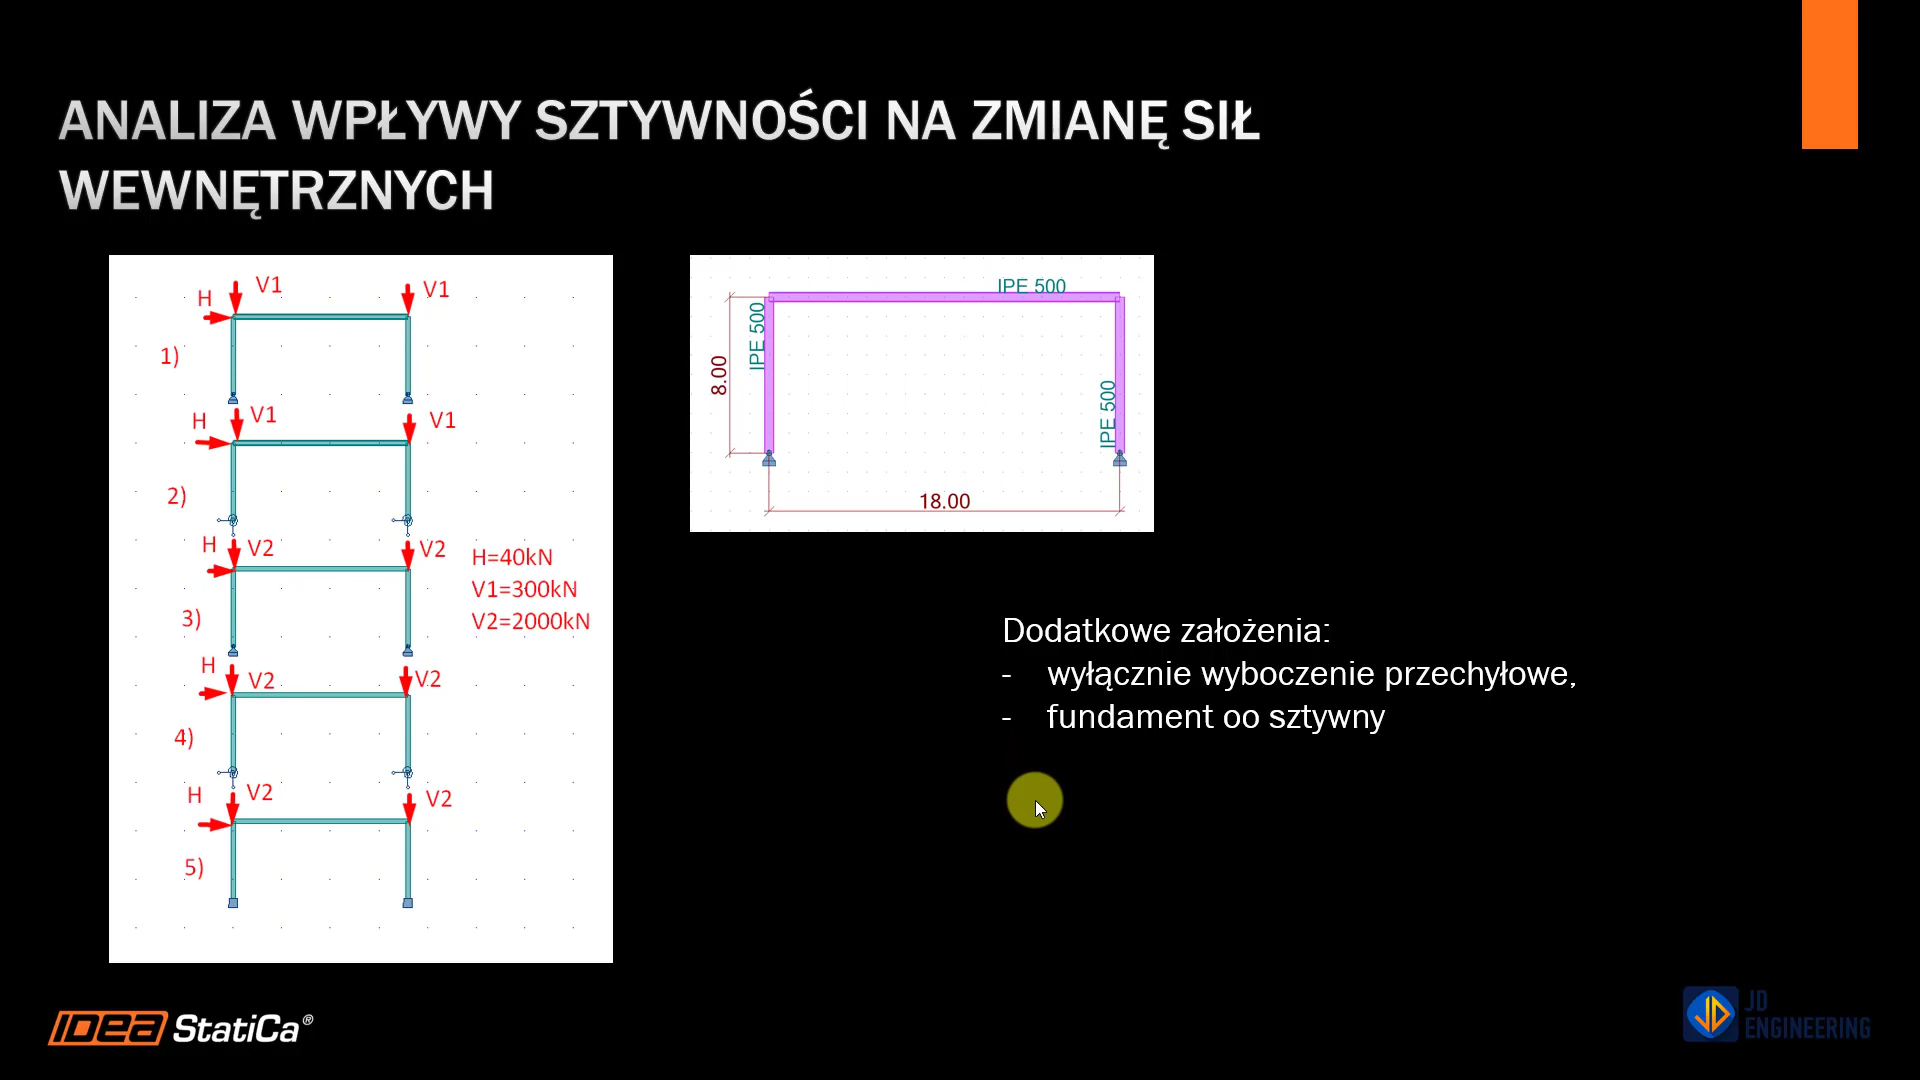 ANALIZA WPŁYWY SZTYWNOŚCI NA ZMIANĘ SIŁ
WEWNĘTRZNYCH
H V1 V1
1)
H V1 V1
2)
H V2 V2
3)
H V2 V2
4)
H V2 V2
5)
H=40kN
V1=300kN
V2=2000kN
IPE 500
IPE 500
IPE 500
8.00
18.00
Dodatkowe założenia:
- wyłącznie wyboczenie przechyłowe,
- fundament oo sztywny
IDEA StatiCa®
JD
ENGINEERING